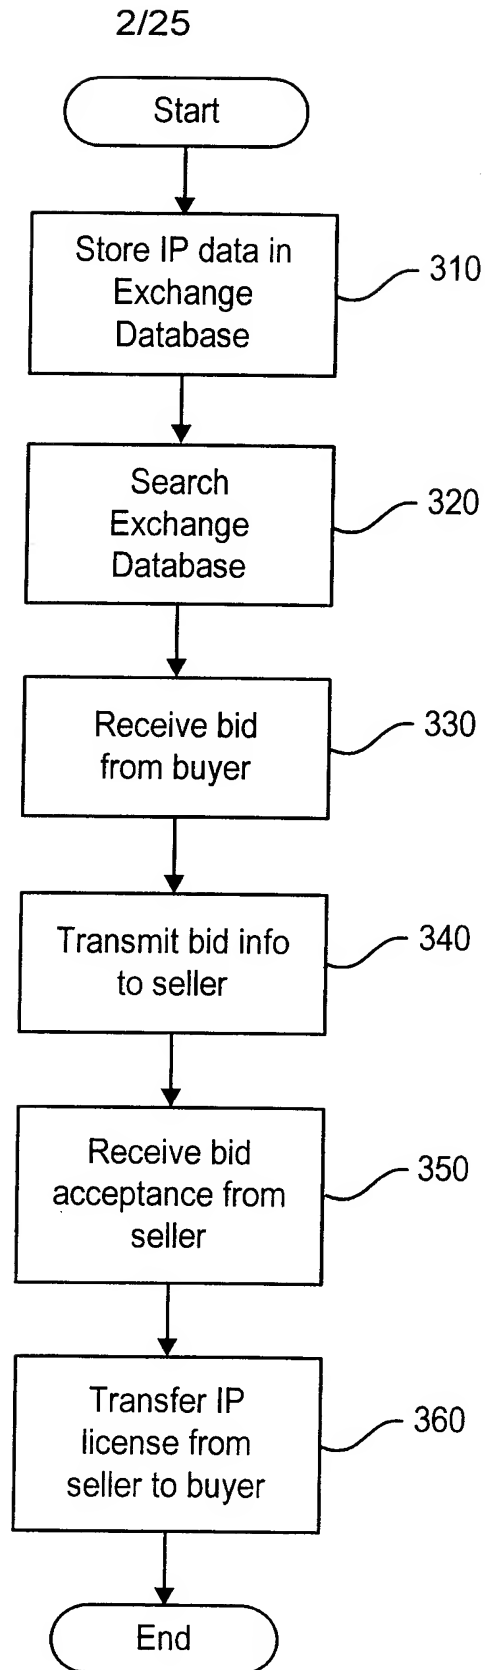 2/25
Start
Store IP data in
Exchange
Database
310
Search
Exchange
Database
320
Receive bid
from buyer
330
Transmit bid info
to seller
340
Receive bid
acceptance from
seller
350
Transfer IP
license from
seller to buyer
360
End